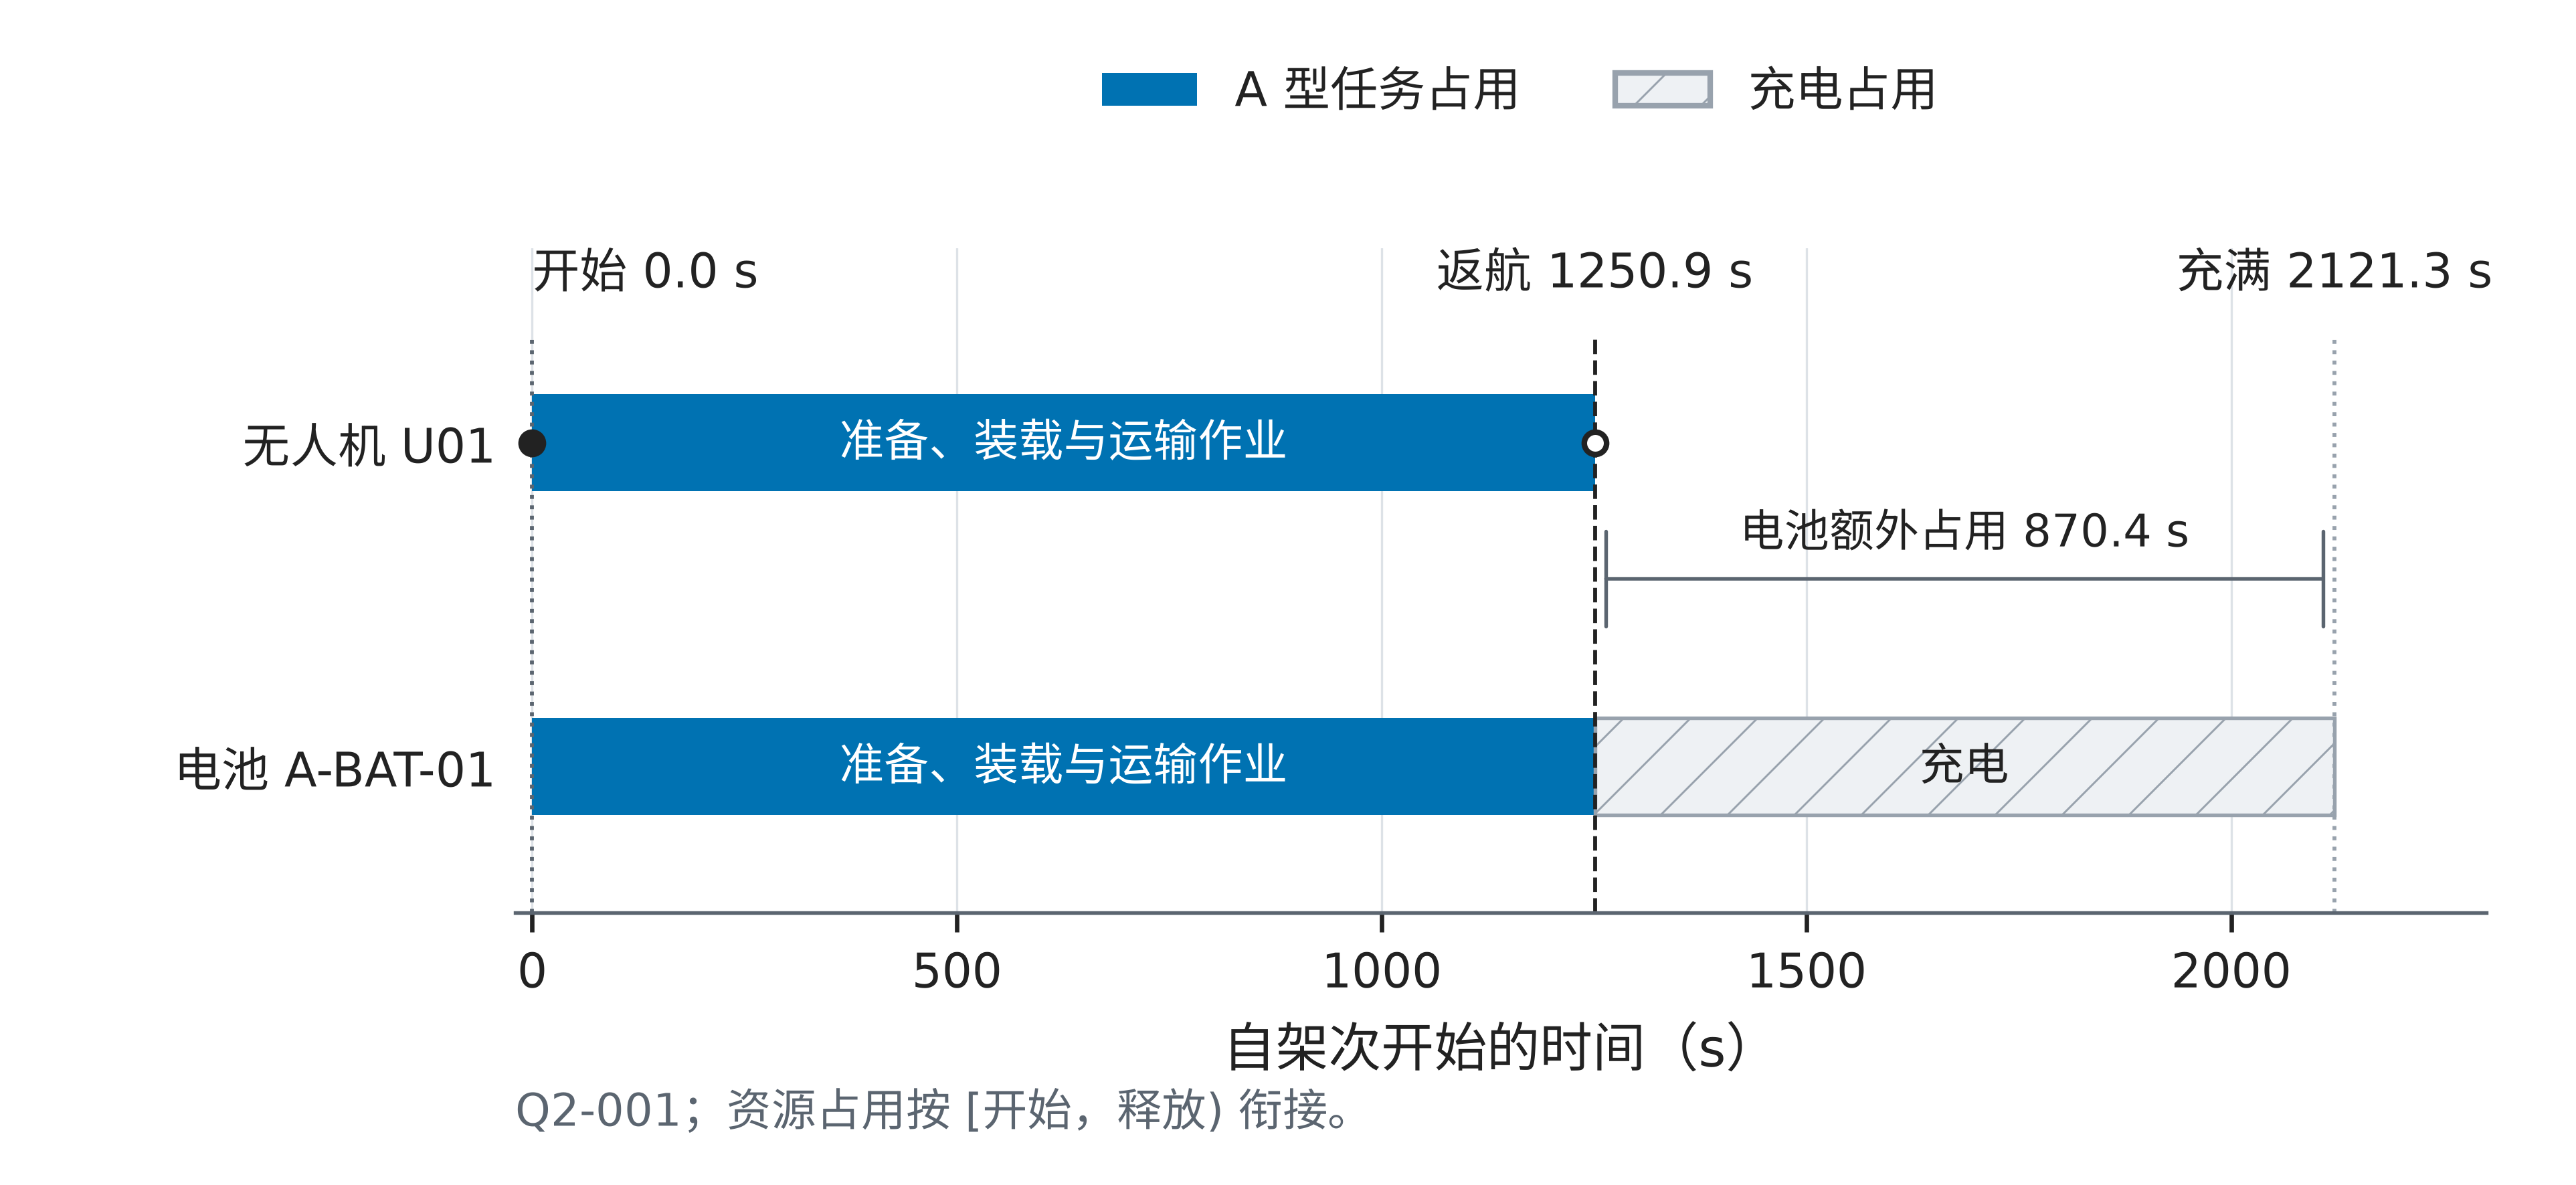 A 型任务占用 充电占用
开始 0.0 s 返航 1250.9 s 充满 2121.3 s
无人机 U01 准备、装载与运输作业
电池额外占用 870.4 s
电池 A-BAT-01 准备、装载与运输作业 充电
0 500 1000 1500 2000
自架次开始的时间（s）
Q2-001；资源占用按 [开始，释放) 衔接。